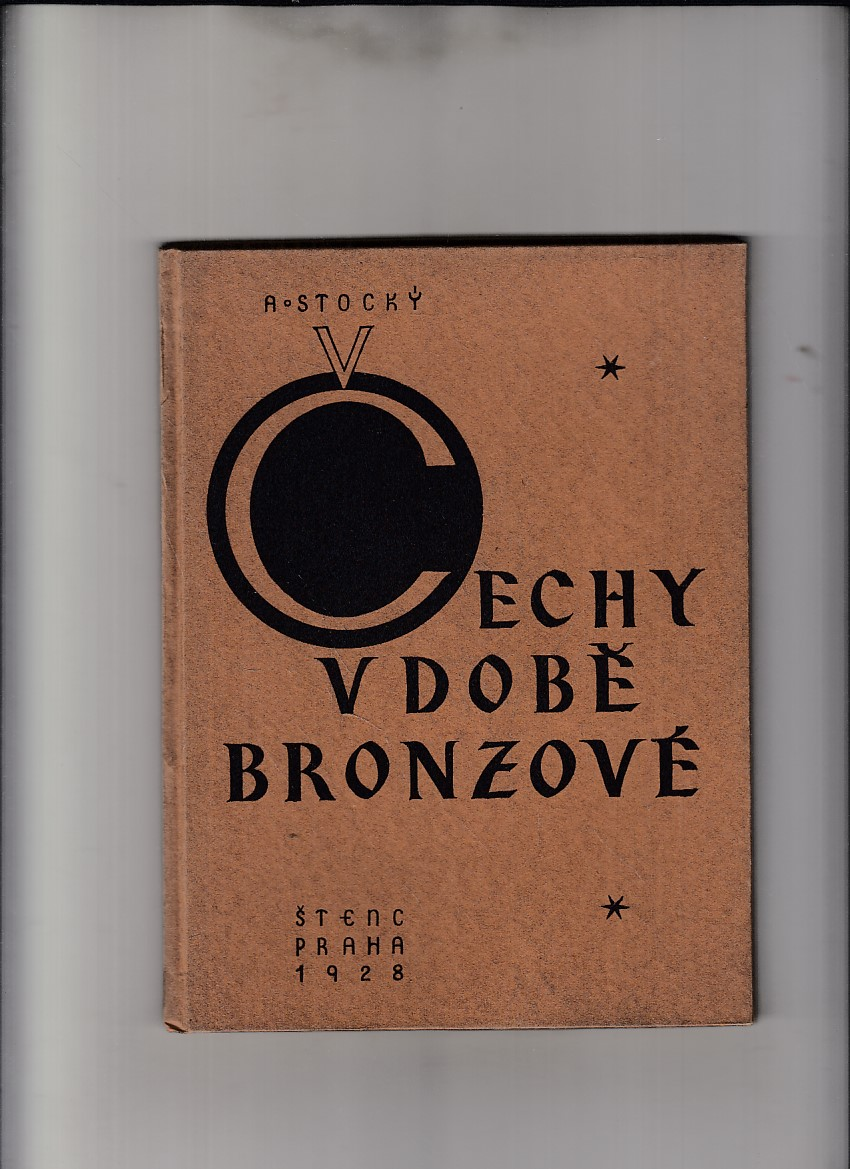 A∘STOCKÝ
ČECHY
V DOBĚ
BRONZOVÉ
ŠTENC
PRAHA
1928